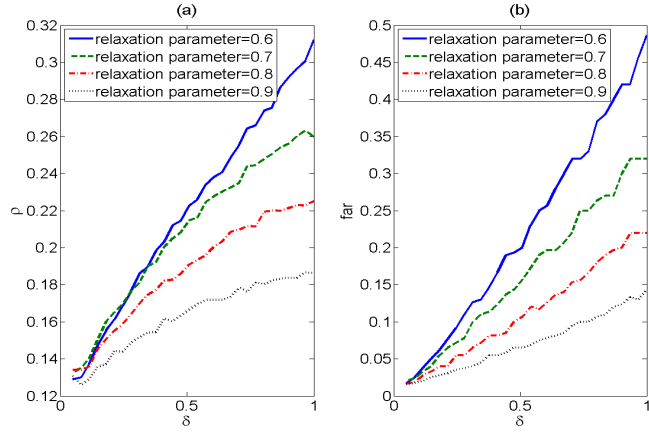 (a)
0.32
0.3
0.28
0.26
0.24
0.22
0.2
0.18
0.16
0.14
0.12
ρ
relaxation parameter=0.6
relaxation parameter=0.7
relaxation parameter=0.8
relaxation parameter=0.9
0
0.5
1
δ
(b)
0.5
0.45
0.4
0.35
0.3
0.25
0.2
0.15
0.1
0.05
0
far
relaxation parameter=0.6
relaxation parameter=0.7
relaxation parameter=0.8
relaxation parameter=0.9
0
0.5
1
δ